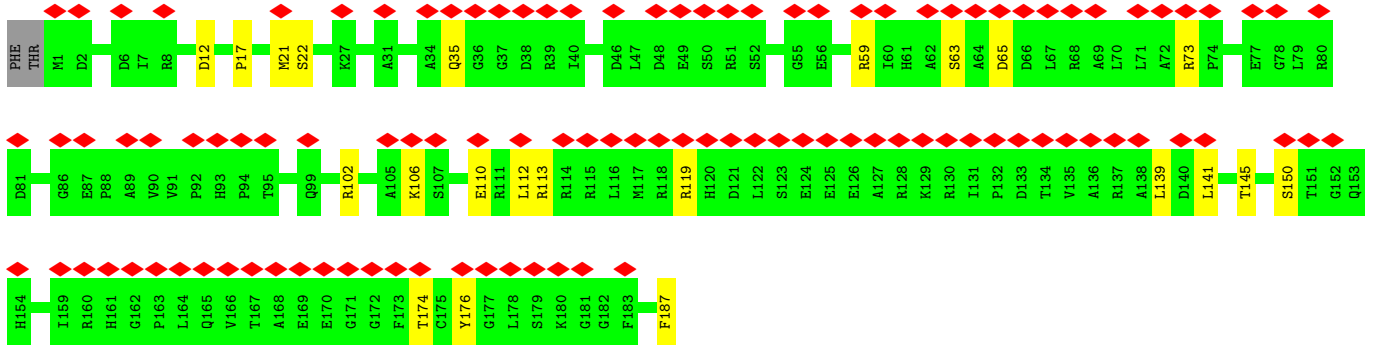 PHE THR M1 D2 D6 I7 R8 D12 P17 M21 S22 K27 A31 A34 Q35 G36 G37 D38 R39 I40 D46 L47 D48 E49 S50 R51 S52 G55 E56 R59 I60 H61 A62 S63 A64 D65 D66 L67 R68 A69 L70 L71 A72 R73 P74 E77 G78 L79 R80
D81 G86 E87 P88 A89 V90 V91 P92 H93 P94 T95 Q99 R102 A105 K106 S107 E110 R111 L112 R113 R114 R115 L116 M117 R118 R119 H120 D121 L122 S123 E124 E125 E126 A127 R128 K129 R130 I131 P132 D133 T134 V135 A136 R137 A138 L139 D140 L141 T145 S150 T151 G152 Q153
H154 I159 R160 H161 G162 P163 L164 Q165 V166 T167 A168 E169 E170 G171 G172 F173 T174 C175 Y176 G177 L178 S179 K180 G181 G182 F183 F187